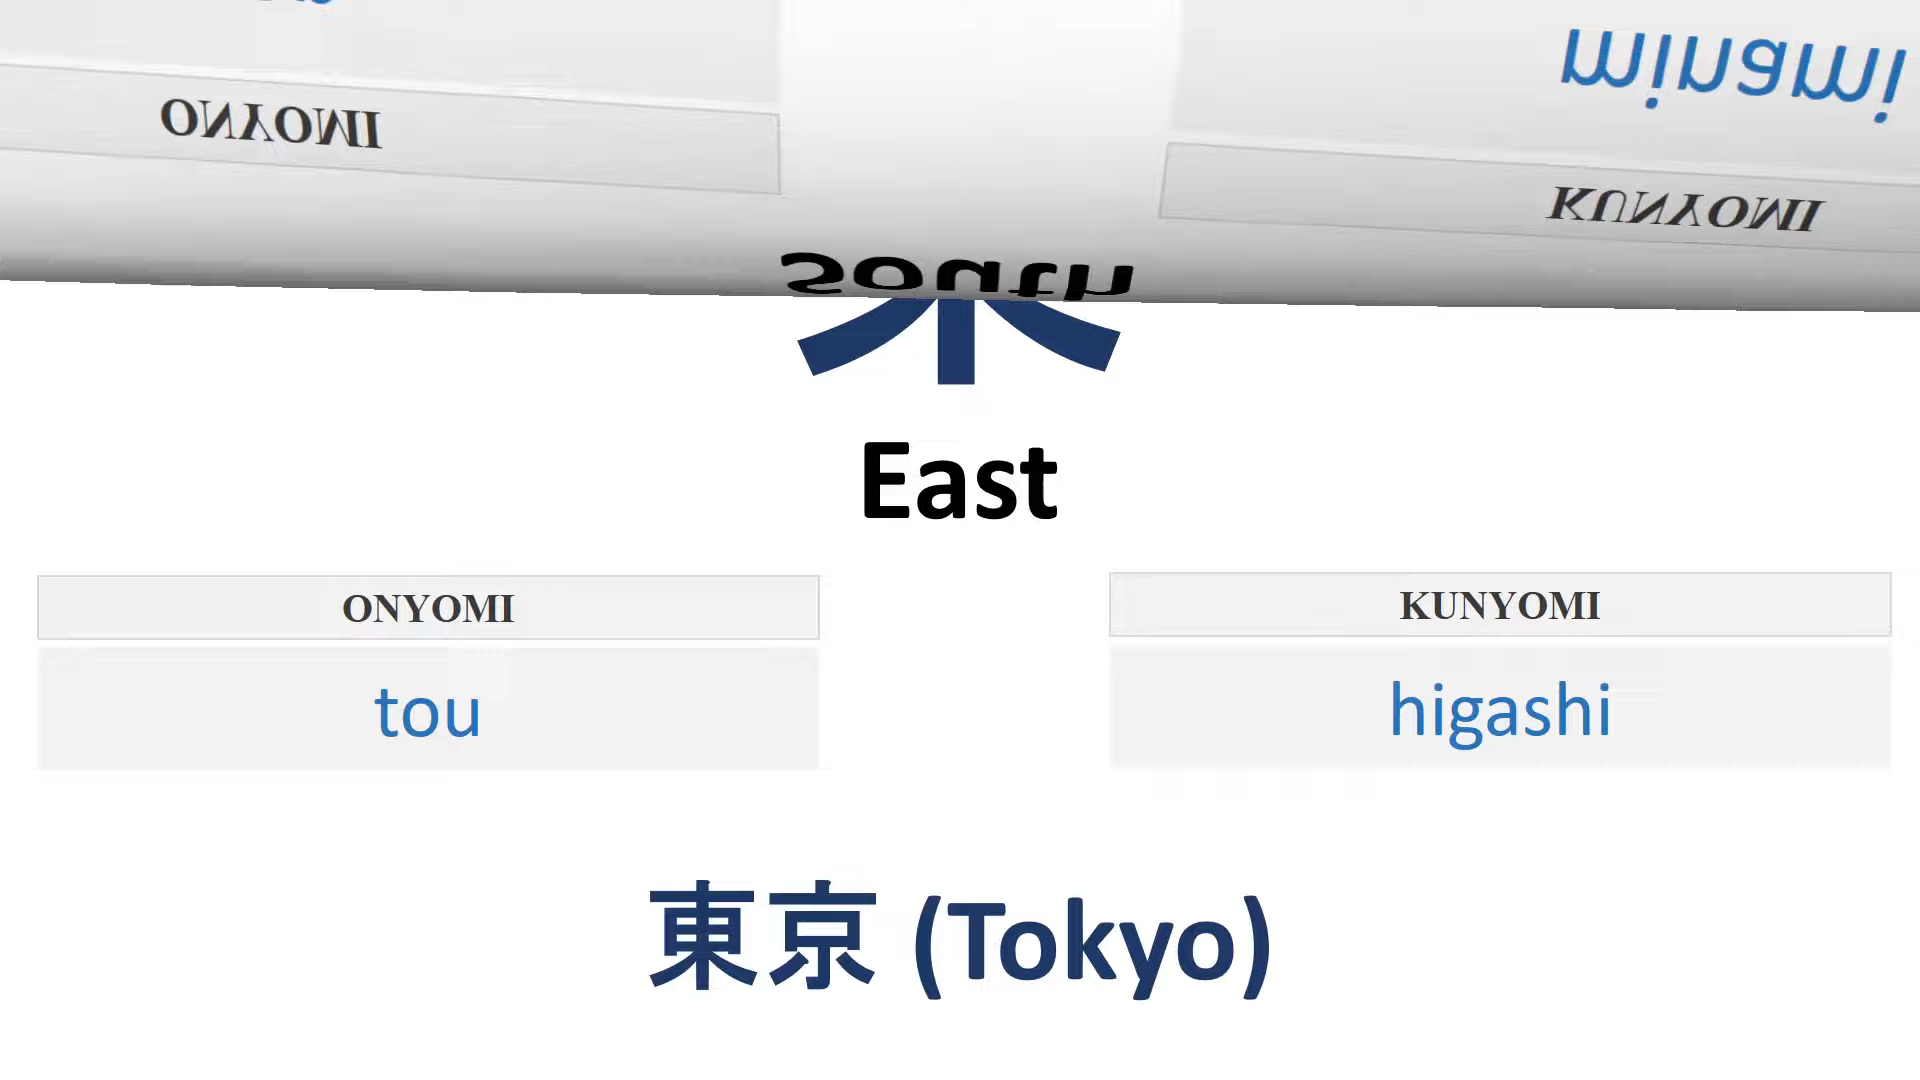 minami
ONYOMI
KUNYOMI
South
East
ONYOMI
KUNYOMI
tou
higashi
東京 (Tokyo)